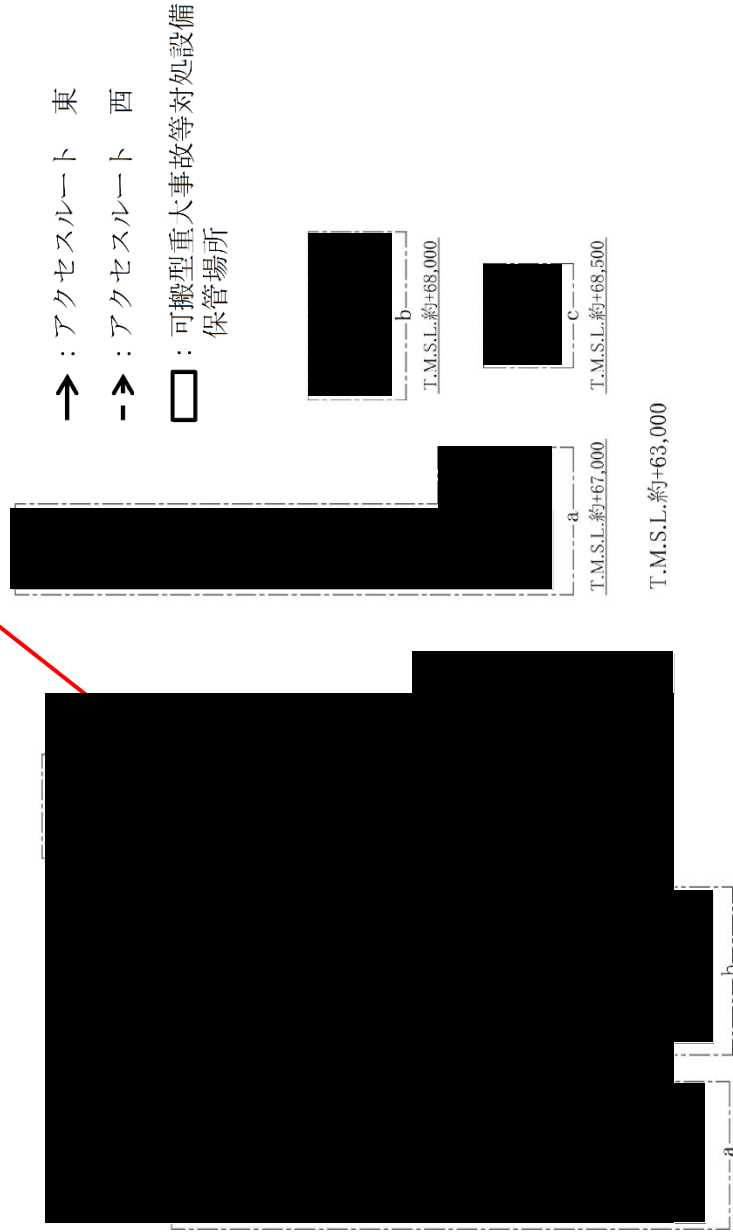 →：アクセスルート　東
⇢：アクセスルート　西
：可搬型重大事故等対処設備
保管場所
b
T.M.S.L.約+68,000
c
T.M.S.L.約+68,500
a
T.M.S.L.約+67,000
T.M.S.L.約+63,000
b
a